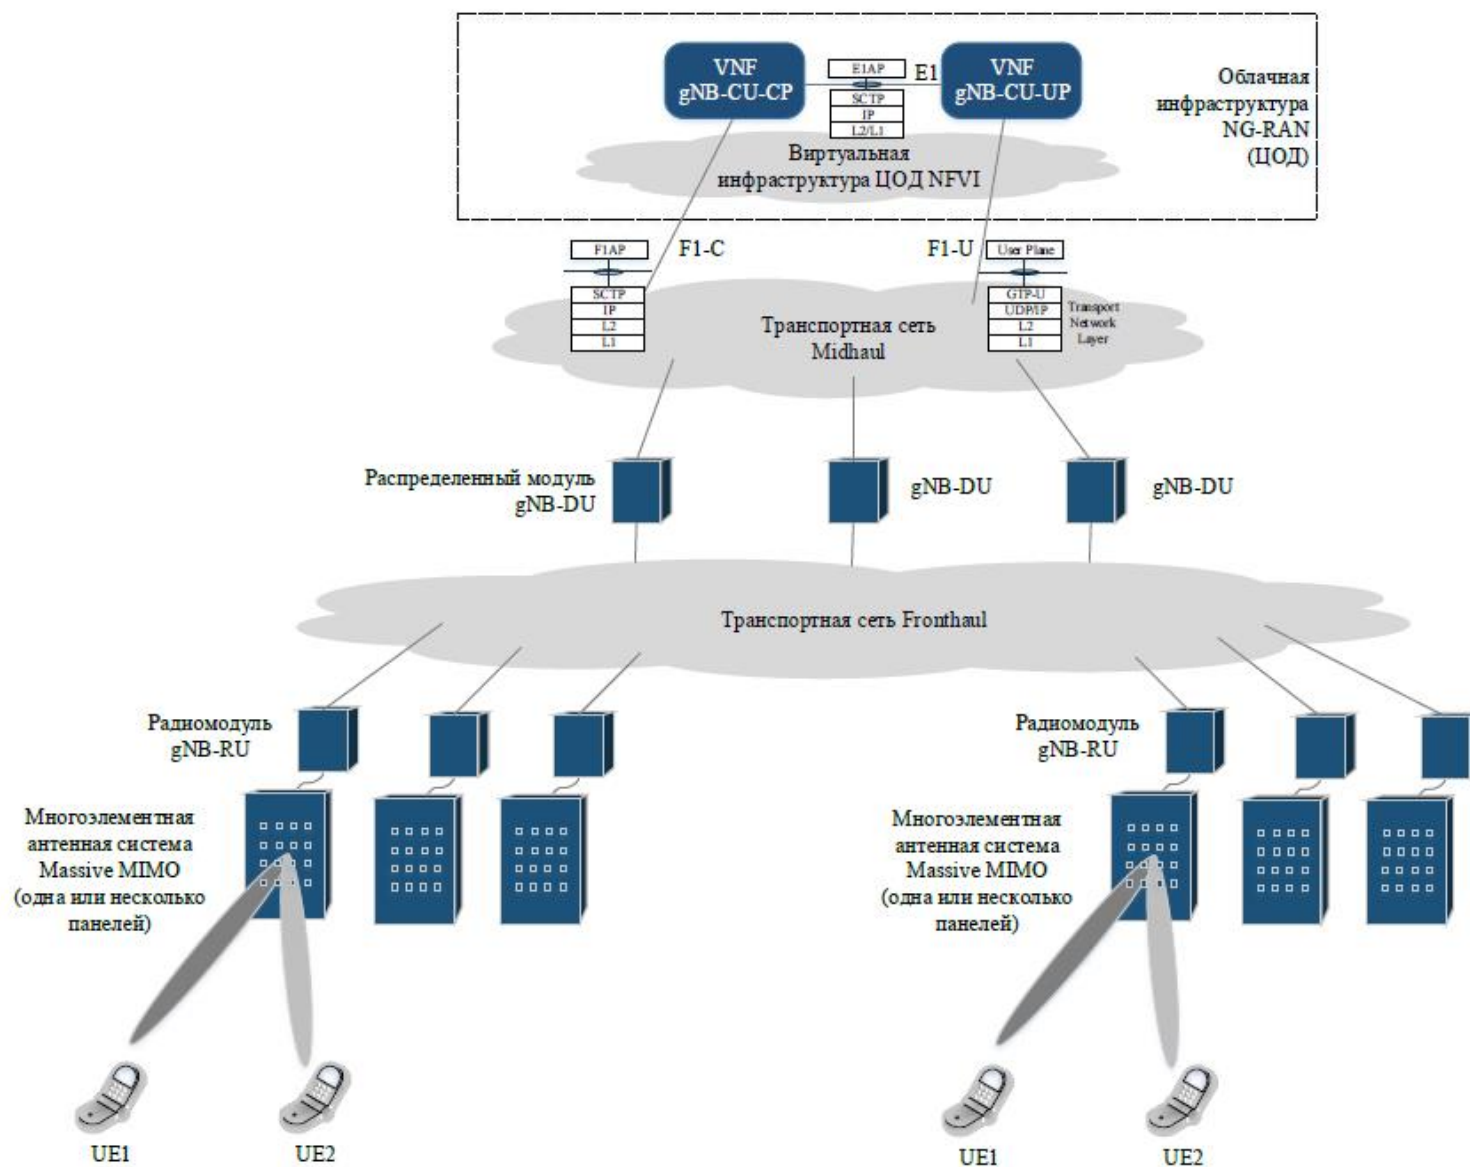 VNF
gNB-CU-CP
E1AP
SCTP
IP
L2/L1
E1
VNF
gNB-CU-UP
Облачная
инфраструктура
NG-RAN
(ЦОД)
Виртуальная
инфраструктура ЦОД NFVI
F1AP
SCTP
IP
L2
L1
F1-C
F1-U
User Plane
GTP-U
UDP/IP
L2
L1
Transport
Network
Layer
Транспортная сеть
Midhaul
Распределенный модуль
gNB-DU
gNB-DU
gNB-DU
Транспортная сеть Fronthaul
Радиомодуль
gNB-RU
Радиомодуль
gNB-RU
Многоэлементная
антенная система
Massive MIMO
(одна или несколько
панелей)
Многоэлементная
антенная система
Massive MIMO
(одна или несколько
панелей)
UE1
UE2
UE1
UE2